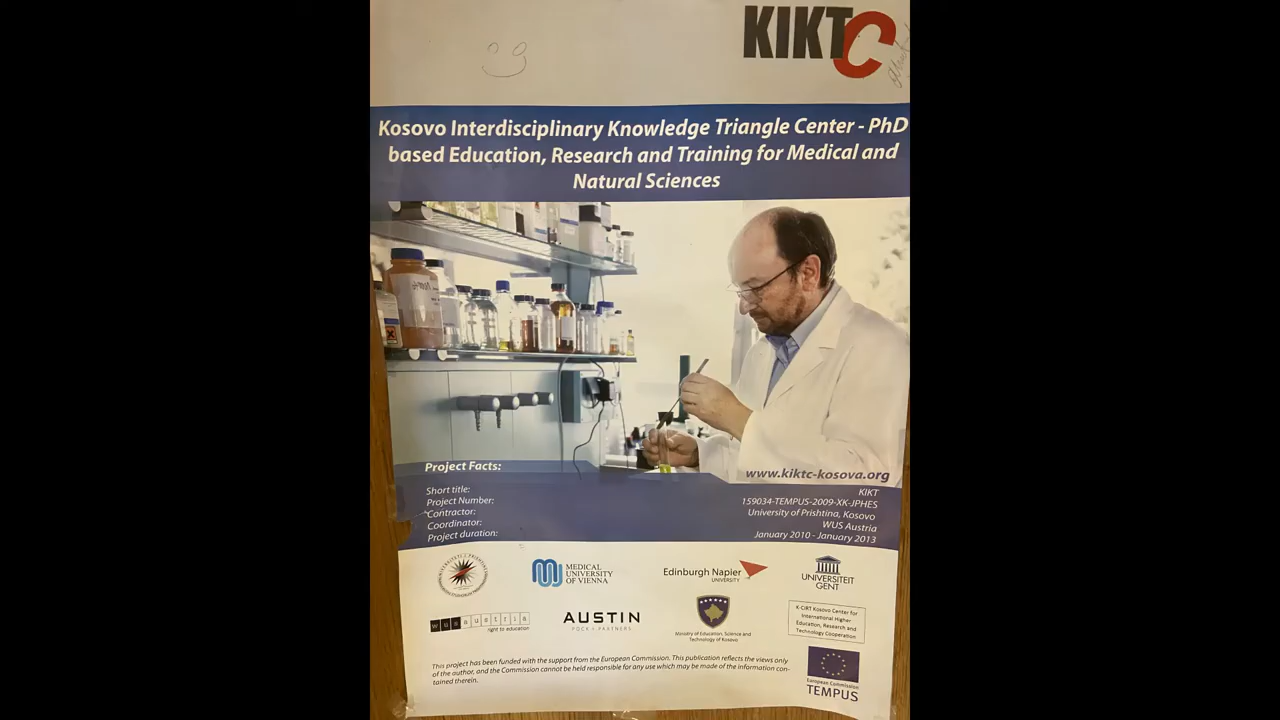 KIKTC
Kosovo Interdisciplinary Knowledge Triangle Center - PhD
based Education, Research and Training for Medical and
Natural Sciences
Project Facts:
www.kiktc-kosova.org
Short title: KIKT
Project Number: 159034-TEMPUS-2009-XK-JPHES
Contractor: University of Prishtina, Kosovo
Coordinator: WUS Austria
Project duration: January 2010 - January 2013
MEDICAL
UNIVERSITY
OF VIENNA
Edinburgh Napier
UNIVERSITY
UNIVERSITEIT
GENT
wusaustria
right to education
AUSTIN
POCK + PARTNERS
Ministry of Education, Science and
Technology of Kosovo
K-CIRT Kosovo Center for
International Higher
Education, Research and
Technology Cooperation
This project has been funded with the support from the European Commission. This publication reflects the views only
of the author, and the Commission cannot be held responsible for any use which may be made of the information con-
tained therein.
European Commission
TEMPUS